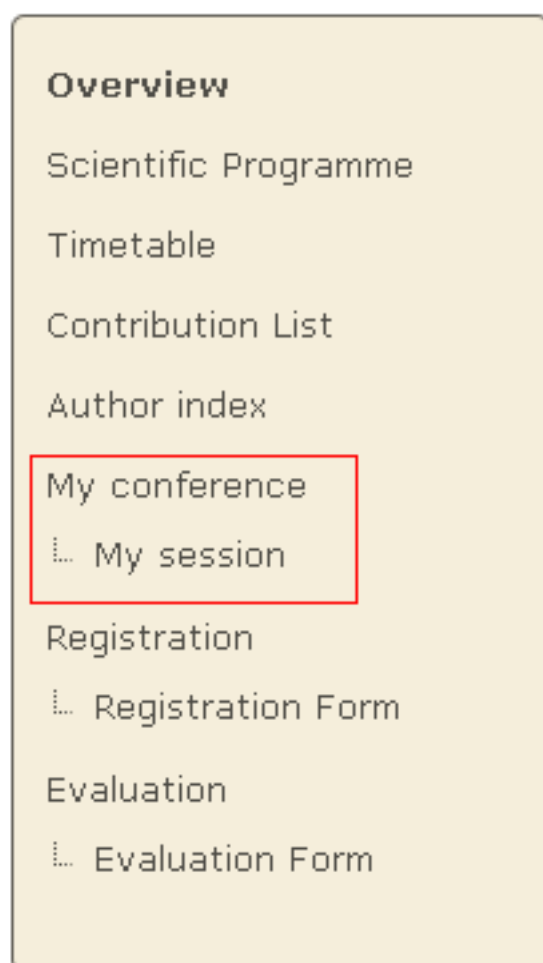 Overview
Scientific Programme
Timetable
Contribution List
Author index
My conference
My session
Registration
Registration Form
Evaluation
Evaluation Form